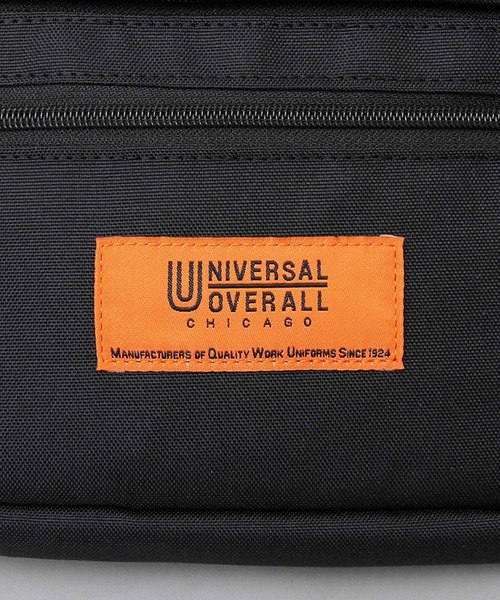 UNIVERSAL
OVERALL
CHICAGO
MANUFACTURERS OF QUALITY WORK UNIFORMS SINCE 1924